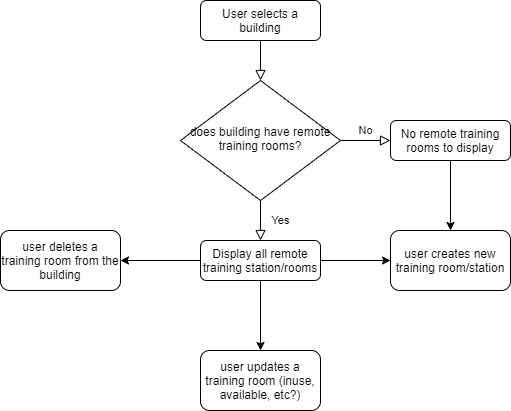 User selects a
building
does building have remote
training rooms?
No
No remote training
rooms to display
Yes
user deletes a
training room from the
building
Display all remote
training station/rooms
user creates new
training room/station
user updates a
training room (inuse,
available, etc?)